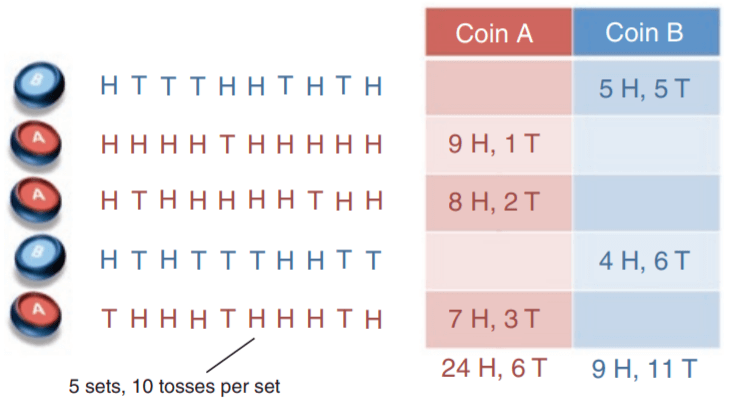 Coin A Coin B
B H T T T H H T H T H 5 H, 5 T
A H H H H T H H H H H 9 H, 1 T
A H T H H H H H T H H 8 H, 2 T
B H T H T T T H H T T 4 H, 6 T
A T H H H T H H H T H 7 H, 3 T
24 H, 6 T 9 H, 11 T
5 sets, 10 tosses per set